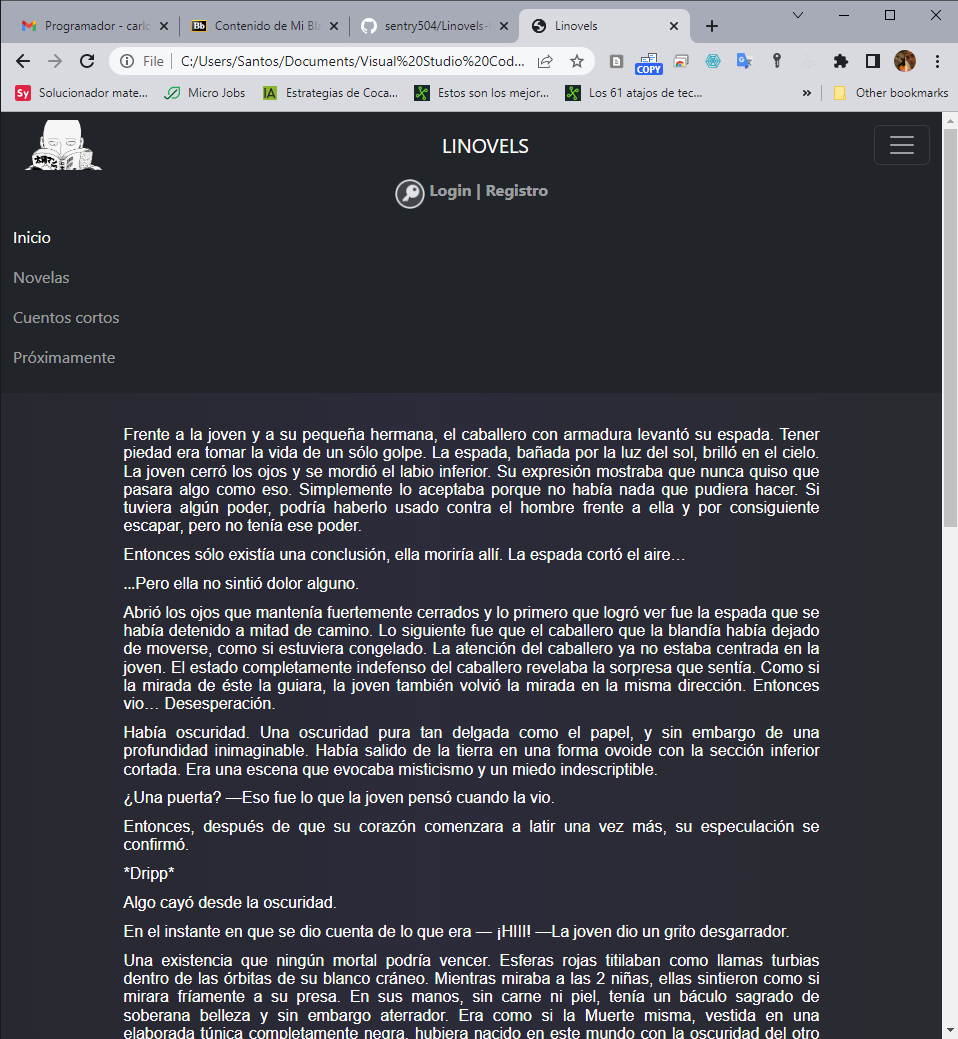 Programador - carlo
Contenido de Mi Bla
sentry504/Linovels-
Linovels
File
C:/Users/Santos/Documents/Visual%20Studio%20Cod...
COPY
Sy Solucionador mate...
Micro Jobs
IA Estrategias de Coca...
Estos son los mejor...
Los 61 atajos de tec...
»
Other bookmarks
LINOVELS
Login | Registro
Inicio
Novelas
Cuentos cortos
Próximamente
Frente a la joven y a su pequeña hermana, el caballero con armadura levantó su espada. Tener
piedad era tomar la vida de un sólo golpe. La espada, bañada por la luz del sol, brilló en el cielo.
La joven cerró los ojos y se mordió el labio inferior. Su expresión mostraba que nunca quiso que
pasara algo como eso. Simplemente lo aceptaba porque no había nada que pudiera hacer. Si
tuviera algún poder, podría haberlo usado contra el hombre frente a ella y por consiguiente
escapar, pero no tenía ese poder.
Entonces sólo existía una conclusión, ella moriría allí. La espada cortó el aire…
...Pero ella no sintió dolor alguno.
Abrió los ojos que mantenía fuertemente cerrados y lo primero que logró ver fue la espada que se
había detenido a mitad de camino. Lo siguiente fue que el caballero que la blandía había dejado
de moverse, como si estuviera congelado. La atención del caballero ya no estaba centrada en la
joven. El estado completamente indefenso del caballero revelaba la sorpresa que sentía. Como si
la mirada de éste la guiara, la joven también volvió la mirada en la misma dirección. Entonces
vio… Desesperación.
Había oscuridad. Una oscuridad pura tan delgada como el papel, y sin embargo de una
profundidad inimaginable. Había salido de la tierra en una forma ovoide con la sección inferior
cortada. Era una escena que evocaba misticismo y un miedo indescriptible.
¿Una puerta? —Eso fue lo que la joven pensó cuando la vio.
Entonces, después de que su corazón comenzara a latir una vez más, su especulación se
confirmó.
*Dripp*
Algo cayó desde la oscuridad.
En el instante en que se dio cuenta de lo que era — ¡HIII! —La joven dio un grito desgarrador.
Una existencia que ningún mortal podría vencer. Esferas rojas titilaban como llamas turbias
dentro de las órbitas de su blanco cráneo. Mientras miraba a las 2 niñas, ellas sintieron como si
mirara fríamente a su presa. En sus manos, sin carne ni piel, tenía un báculo sagrado de
soberana belleza y sin embargo aterrador. Era como si la Muerte misma, vestida en una
elaborada túnica completamente negra, hubiera nacido en este mundo con la oscuridad del otro